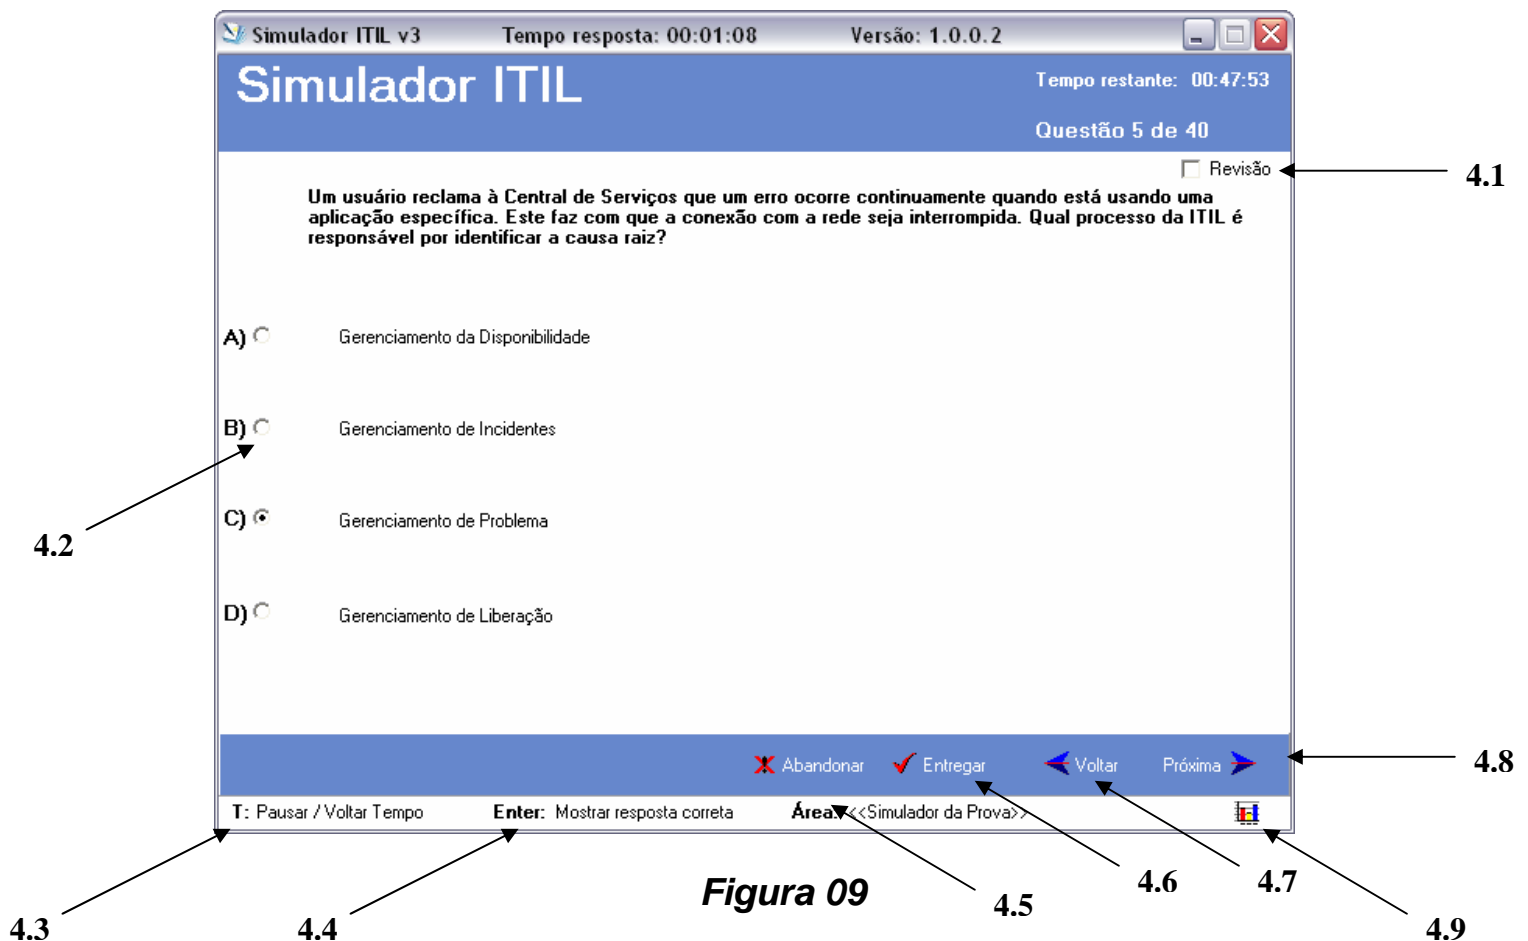 Simulador ITIL v3 Tempo resposta: 00:01:08 Versão: 1.0.0.2
Simulador ITIL
Tempo restante: 00:47:53
Questão 5 de 40
Revisão
4.1
Um usuário reclama à Central de Serviços que um erro ocorre continuamente quando está usando uma
aplicação específica. Este faz com que a conexão com a rede seja interrompida. Qual processo da ITIL é
responsável por identificar a causa raiz?
A) Gerenciamento da Disponibilidade
B) Gerenciamento de Incidentes
C) Gerenciamento de Problema
4.2
D) Gerenciamento de Liberação
Abandonar Entregar Voltar Próxima
4.8
T: Pausar / Voltar Tempo Enter: Mostrar resposta correta Área: <<Simulador da Prova>>
Figura 09
4.6 4.7
4.5
4.3 4.4 4.9